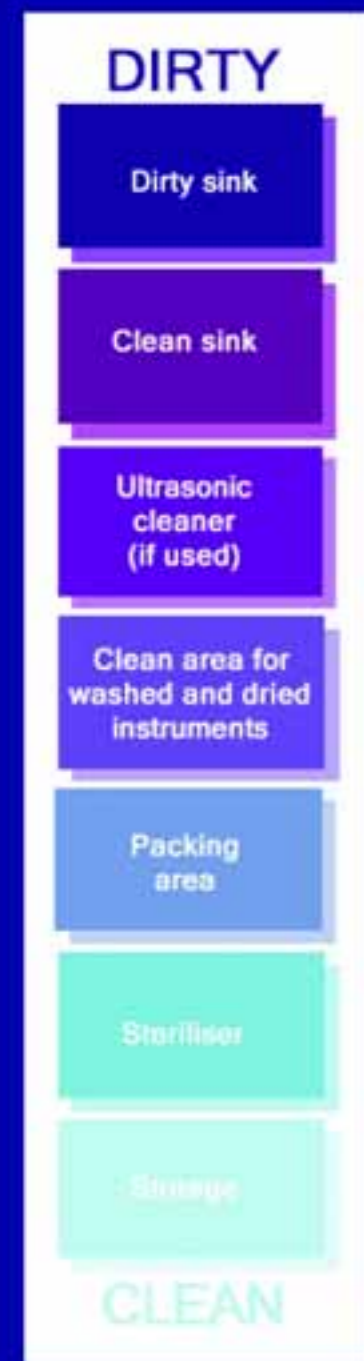 DIRTY
Dirty sink
Clean sink
Ultrasonic
cleaner
(if used)
Clean area for
washed and dried
instruments
Packing
area
Steriliser
Storage
CLEAN